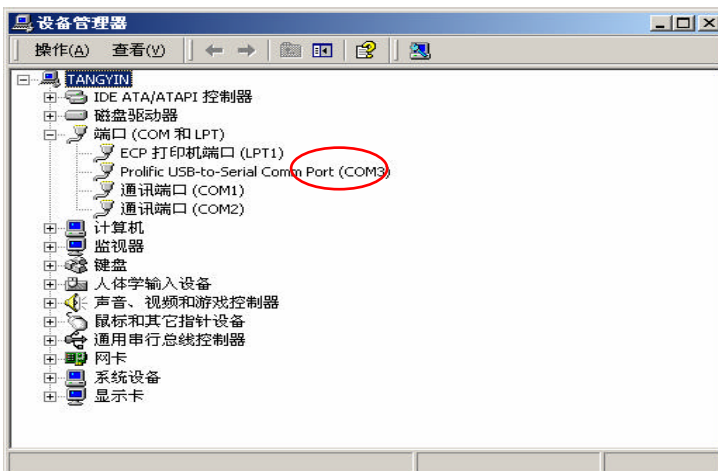 设备管理器
操作(A) 查看(V)
TANGYIN
IDE ATA/ATAPI 控制器
磁盘驱动器
端口 (COM 和 LPT)
ECP 打印机端口 (LPT1)
Prolific USB-to-Serial Comm Port (COM3)
通讯端口 (COM1)
通讯端口 (COM2)
计算机
监视器
键盘
人体学输入设备
声音、视频和游戏控制器
鼠标和其它指针设备
通用串行总线控制器
网卡
系统设备
显示卡